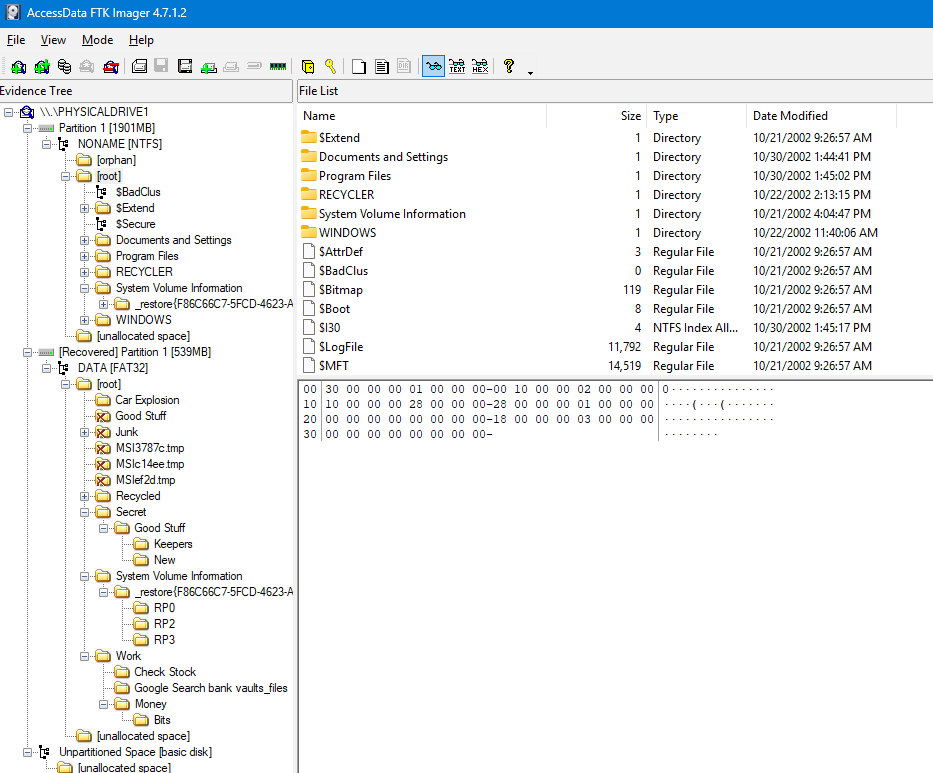 AccessData FTK Imager 4.7.1.2
File View Mode Help
Evidence Tree
\\.\PHYSICALDRIVE1
Partition 1 [1901MB]
NONAME [NTFS]
[orphan]
[root]
$BadClus
$Extend
$Secure
Documents and Settings
Program Files
RECYCLER
System Volume Information
_restore{F86C66C7-5FCD-4623-A
WINDOWS
[unallocated space]
[Recovered] Partition 1 [539MB]
DATA [FAT32]
[root]
Car Explosion
Good Stuff
Junk
MSI3787c.tmp
MSIc14ee.tmp
MSIef2d.tmp
Recycled
Secret
Good Stuff
Keepers
New
System Volume Information
_restore{F86C66C7-5FCD-4623-A
RP0
RP2
RP3
Work
Check Stock
Google Search bank vaults_files
Money
Bits
[unallocated space]
Unpartitioned Space [basic disk]
[unallocated space]
File List
Name Size Type Date Modified
$Extend 1 Directory 10/21/2002 9:26:57 AM
Documents and Settings 1 Directory 10/30/2002 1:44:41 PM
Program Files 1 Directory 10/30/2002 1:45:02 PM
RECYCLER 1 Directory 10/22/2002 2:13:15 PM
System Volume Information 1 Directory 10/21/2002 4:04:47 PM
WINDOWS 1 Directory 10/22/2002 11:40:06 AM
$AttrDef 3 Regular File 10/21/2002 9:26:57 AM
$BadClus 0 Regular File 10/21/2002 9:26:57 AM
$Bitmap 119 Regular File 10/21/2002 9:26:57 AM
$Boot 8 Regular File 10/21/2002 9:26:57 AM
$I30 4 NTFS Index All... 10/30/2002 1:45:17 PM
$LogFile 11,792 Regular File 10/21/2002 9:26:57 AM
$MFT 14,519 Regular File 10/21/2002 9:26:57 AM
00 30 00 00 00 01 00 00 00-00 10 00 00 02 00 00 00 0···············
10 10 00 00 00 28 00 00 00-28 00 00 00 01 00 00 00 ····(···(·······
20 00 00 00 00 00 00 00 00-18 00 00 00 03 00 00 00 ················
30 00 00 00 00 00 00 00 00- ········